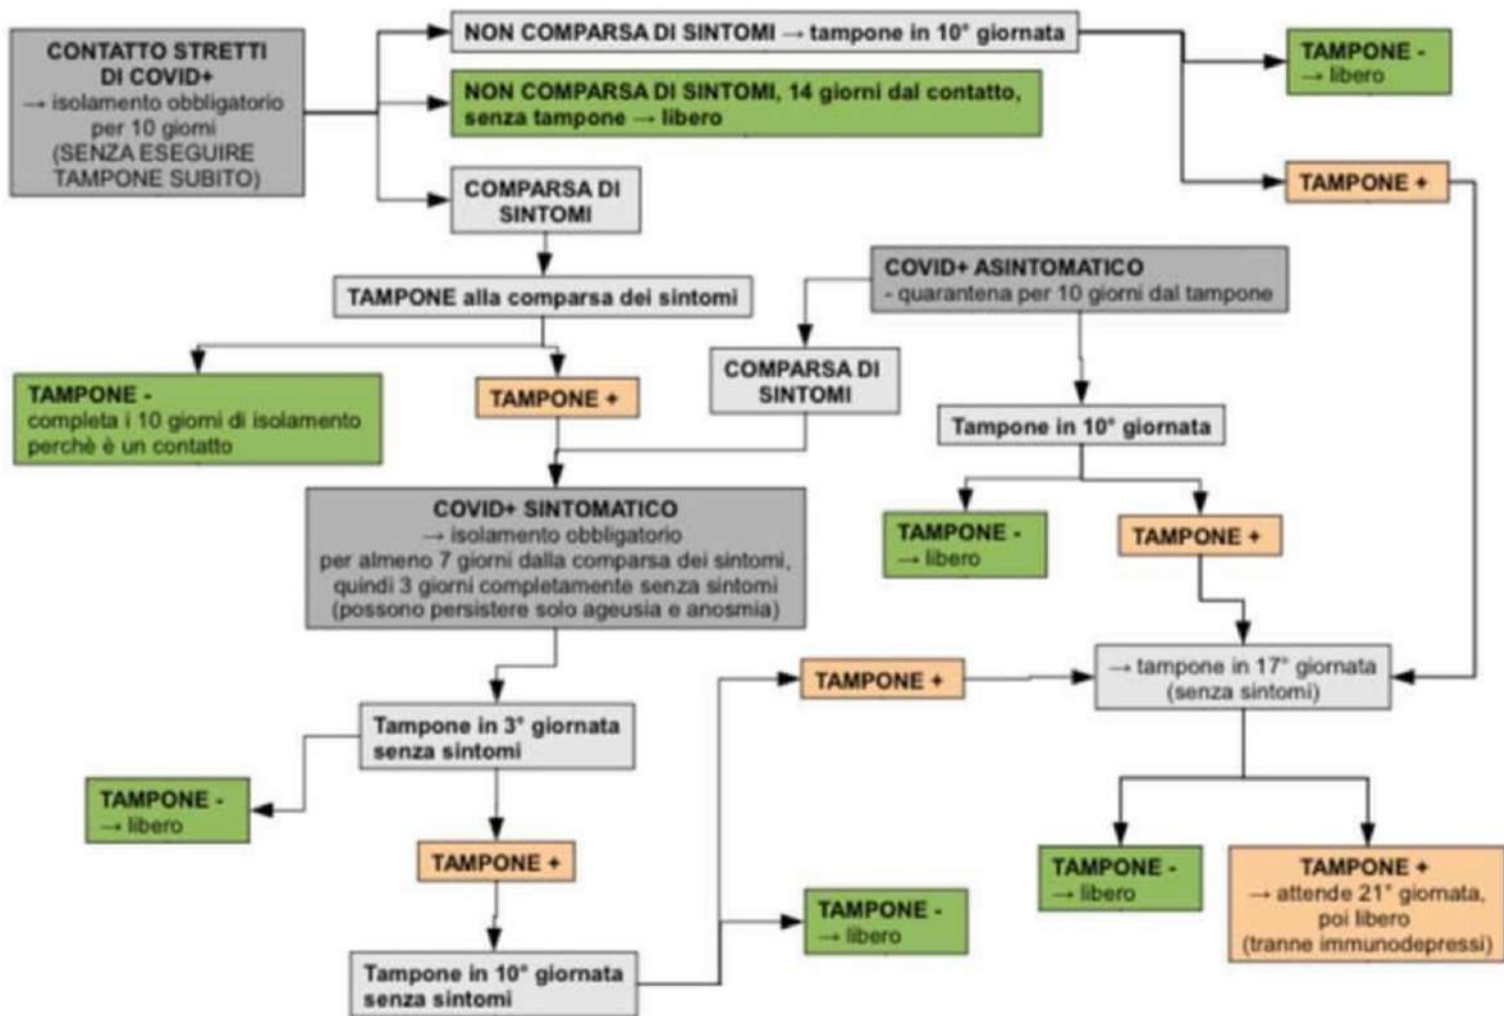 CONTATTO STRETTI
DI COVID+
→ isolamento obbligatorio
per 10 giorni
(SENZA ESEGUIRE
TAMPONE SUBITO)
NON COMPARSA DI SINTOMI → tampone in 10° giornata
TAMPONE -
→ libero
NON COMPARSA DI SINTOMI, 14 giorni dal contatto,
senza tampone → libero
TAMPONE +
COMPARSA DI
SINTOMI
TAMPONE alla comparsa dei sintomi
COVID+ ASINTOMATICO
- quarantena per 10 giorni dal tampone
TAMPONE -
completa i 10 giorni di isolamento
perchè è un contatto
TAMPONE +
COMPARSA DI
SINTOMI
Tampone in 10° giornata
COVID+ SINTOMATICO
→ isolamento obbligatorio
per almeno 7 giorni dalla comparsa dei sintomi,
quindi 3 giorni completamente senza sintomi
(possono persistere solo ageusia e anosmia)
TAMPONE -
→ libero
TAMPONE +
TAMPONE +
→ tampone in 17° giornata
(senza sintomi)
Tampone in 3° giornata
senza sintomi
TAMPONE -
→ libero
TAMPONE +
TAMPONE -
→ libero
TAMPONE +
→ attende 21° giornata,
poi libero
(tranne immunodepressi)
TAMPONE -
→ libero
Tampone in 10° giornata
senza sintomi